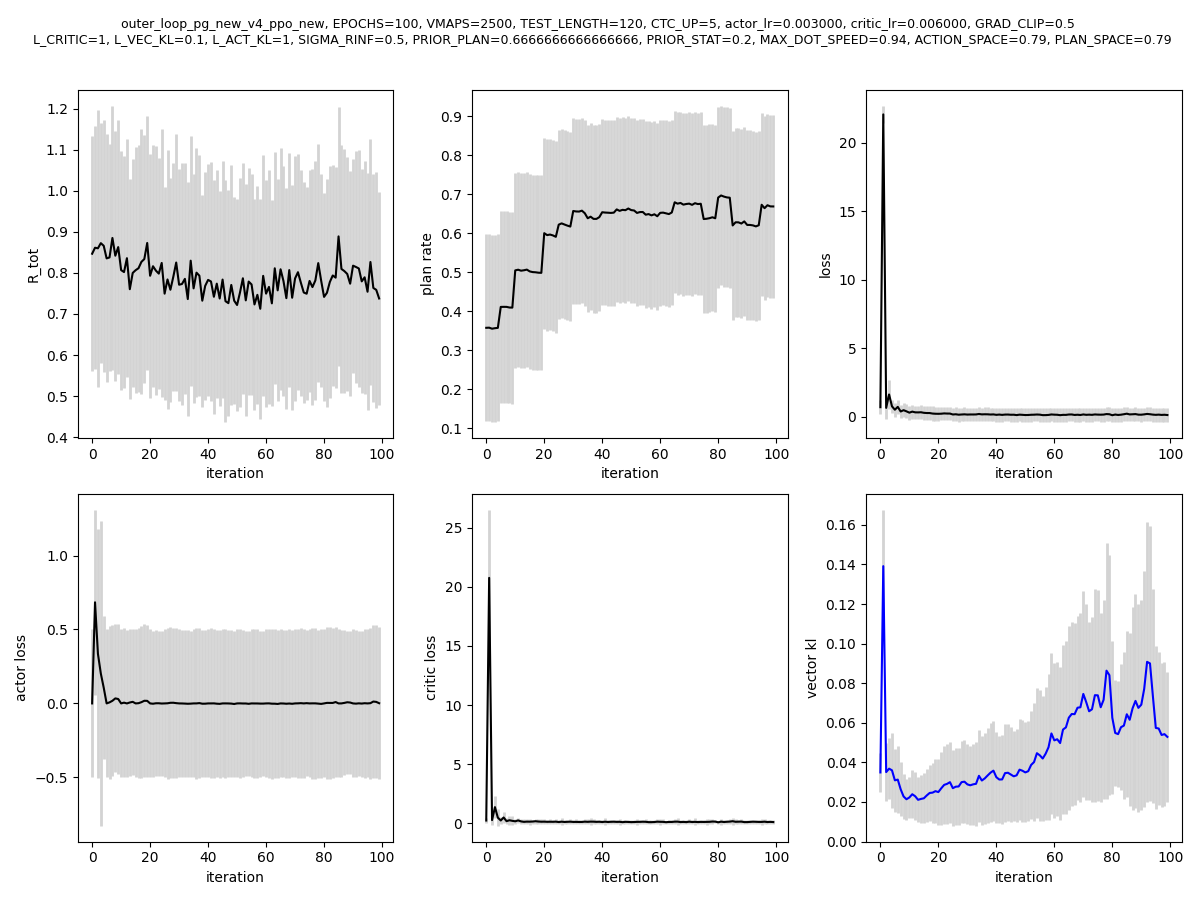 outer_loop_pg_new_v4_ppo_new, EPOCHS=100, VMAPS=2500, TEST_LENGTH=120, CTC_UP=5, actor_lr=0.003000, critic_lr=0.006000, GRAD_CLIP=0.5
L_CRITIC=1, L_VEC_KL=0.1, L_ACT_KL=1, SIGMA_RINF=0.5, PRIOR_PLAN=0.6666666666666666, PRIOR_STAT=0.2, MAX_DOT_SPEED=0.94, ACTION_SPACE=0.79, PLAN_SPACE=0.79
R_tot
1.2
1.1
1.0
0.9
0.8
0.7
0.6
0.5
0.4
0 20 40 60 80 100
iteration
plan rate
0.9
0.8
0.7
0.6
0.5
0.4
0.3
0.2
0.1
0 20 40 60 80 100
iteration
loss
20
15
10
5
0
0 20 40 60 80 100
iteration
actor loss
1.0
0.5
0.0
−0.5
0 20 40 60 80 100
iteration
critic loss
25
20
15
10
5
0
0 20 40 60 80 100
iteration
vector kl
0.16
0.14
0.12
0.10
0.08
0.06
0.04
0.02
0.00
0 20 40 60 80 100
iteration